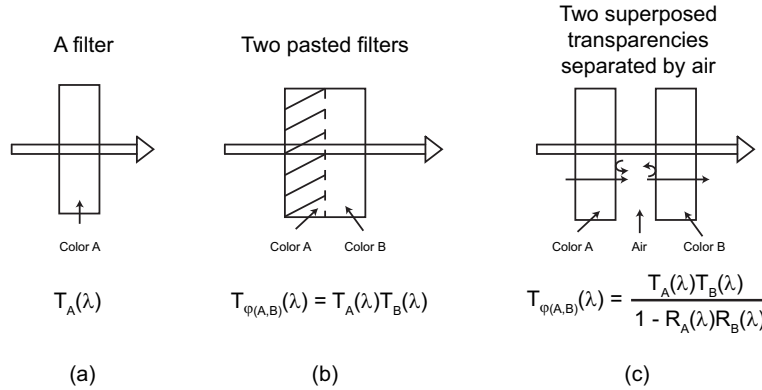 A filter
Color A
T_A(λ)
(a)
Two pasted filters
Color A
Color B
T_φ(A,B)(λ) = T_A(λ)T_B(λ)
(b)
Two superposed
transparencies
separated by air
Color A
Air
Color B
T_φ(A,B)(λ) = T_A(λ)T_B(λ)
1 - R_A(λ)R_B(λ)
(c)